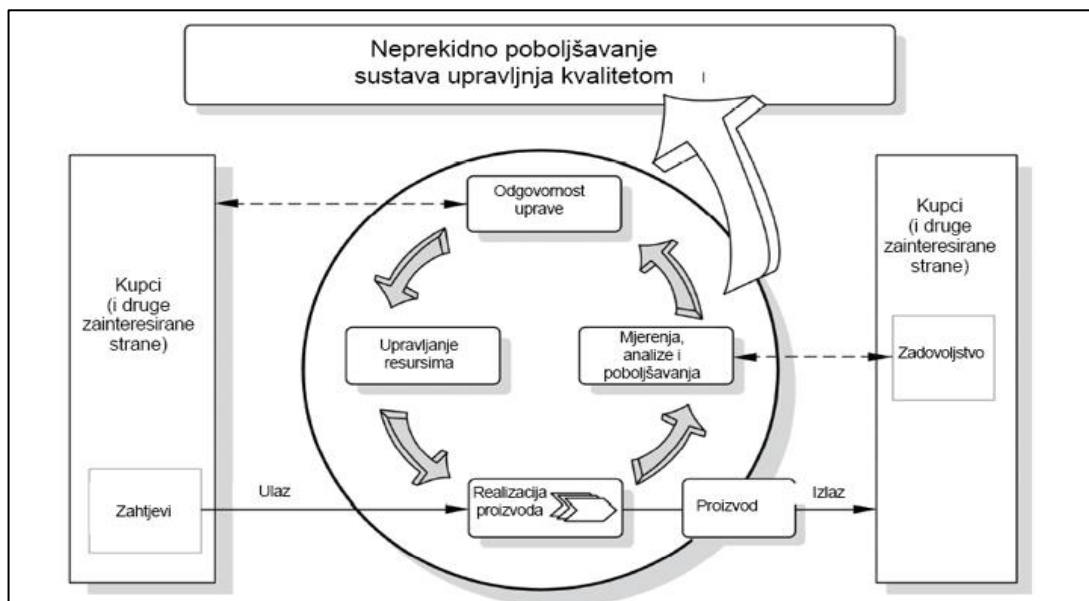 Neprekidno poboljšavanje
sustava upravljnja kvalitetom
Kupci
(i druge
zainteresirane
strane)
Zahtjevi
Ulaz
Odgovornost
uprave
Upravljanje
resursima
Mjerenja,
analize i
poboljšavanja
Realizacija
proizvoda
Proizvod
Izlaz
Kupci
(i druge
zainteresirane
strane)
Zadovoljstvo